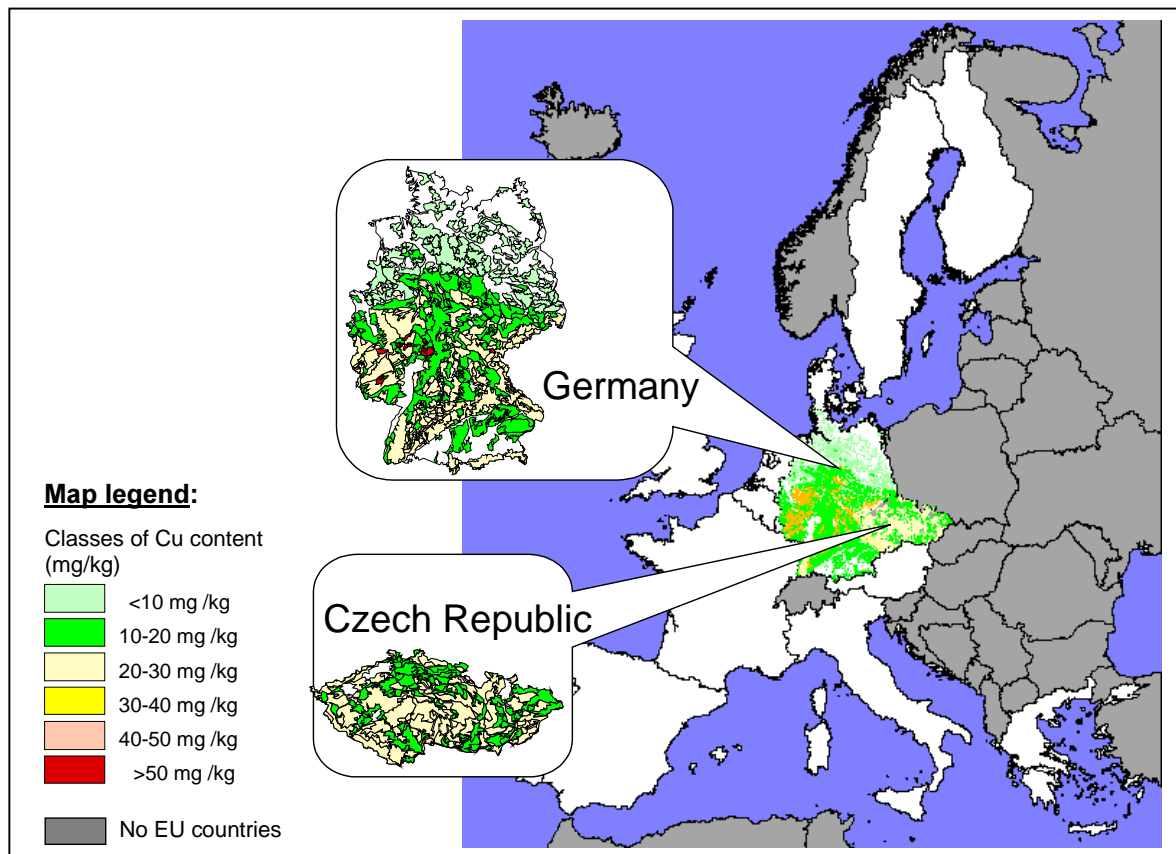 Germany
Czech Republic
Map legend:
Classes of Cu content
(mg/kg)
<10 mg /kg
10-20 mg /kg
20-30 mg /kg
30-40 mg /kg
40-50 mg /kg
>50 mg /kg
No EU countries